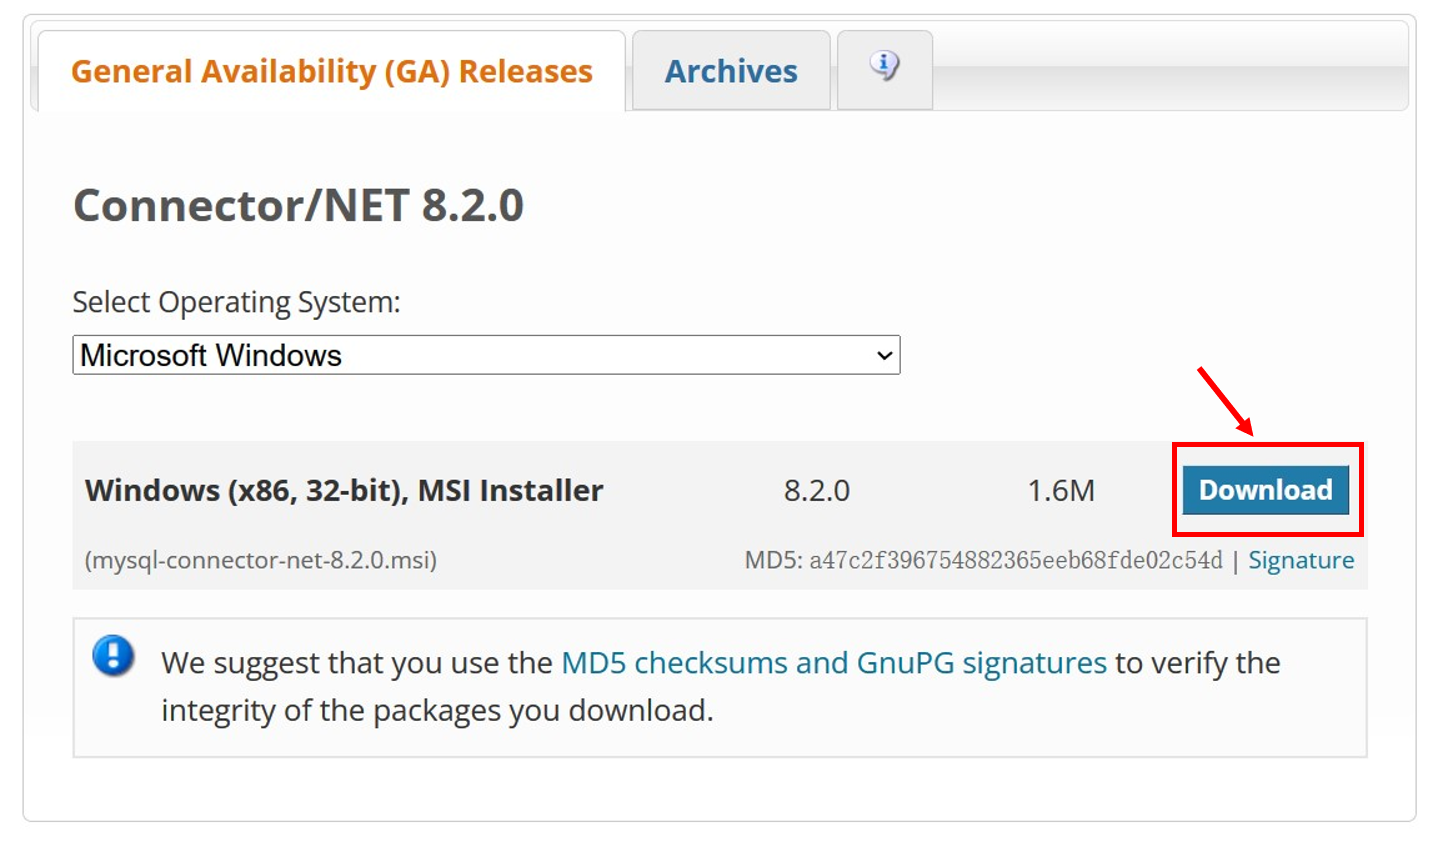 General Availability (GA) Releases
Archives
Connector/NET 8.2.0
Select Operating System:
Microsoft Windows
Windows (x86, 32-bit), MSI Installer 8.2.0 1.6M Download
(mysql-connector-net-8.2.0.msi) MD5: a47c2f396754882365eeb68fde02c54d | Signature
We suggest that you use the MD5 checksums and GnuPG signatures to verify the
integrity of the packages you download.